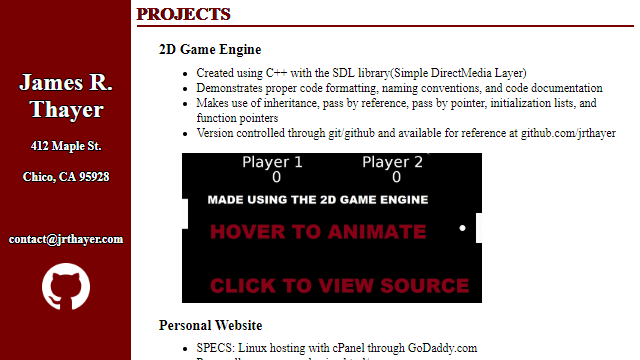 James R.
Thayer
412 Maple St.
Chico, CA 95928
contact@jrthayer.com
PROJECTS
2D Game Engine
Created using C++ with the SDL library(Simple DirectMedia Layer)
Demonstrates proper code formatting, naming conventions, and code documentation
Makes use of inheritance, pass by reference, pass by pointer, initialization lists, and
function pointers
Version controlled through git/github and available for reference at github.com/jrthayer
Player 1 Player 2
0 0
MADE USING THE 2D GAME ENGINE
HOVER TO ANIMATE
CLICK TO VIEW SOURCE
Personal Website
SPECS: Linux hosting with cPanel through GoDaddy.com